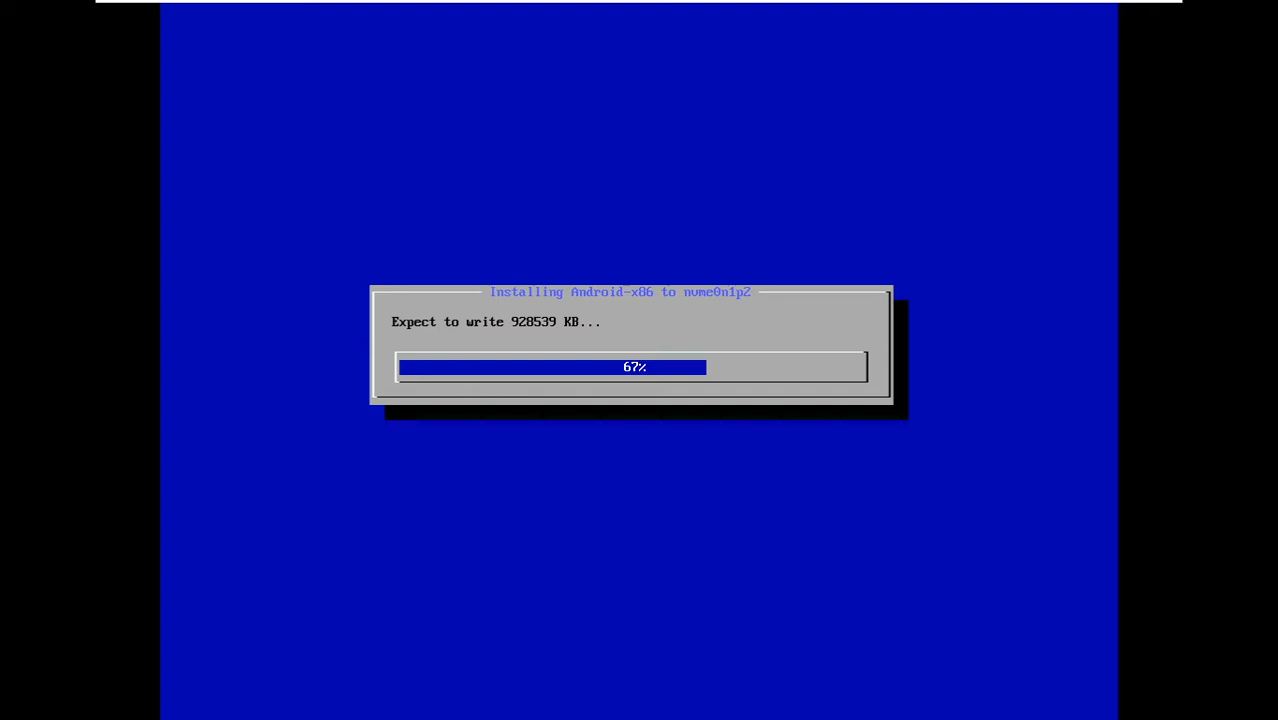 Installing Android-x86 to nvme0n1p2
Expect to write 928539 KB...
67%